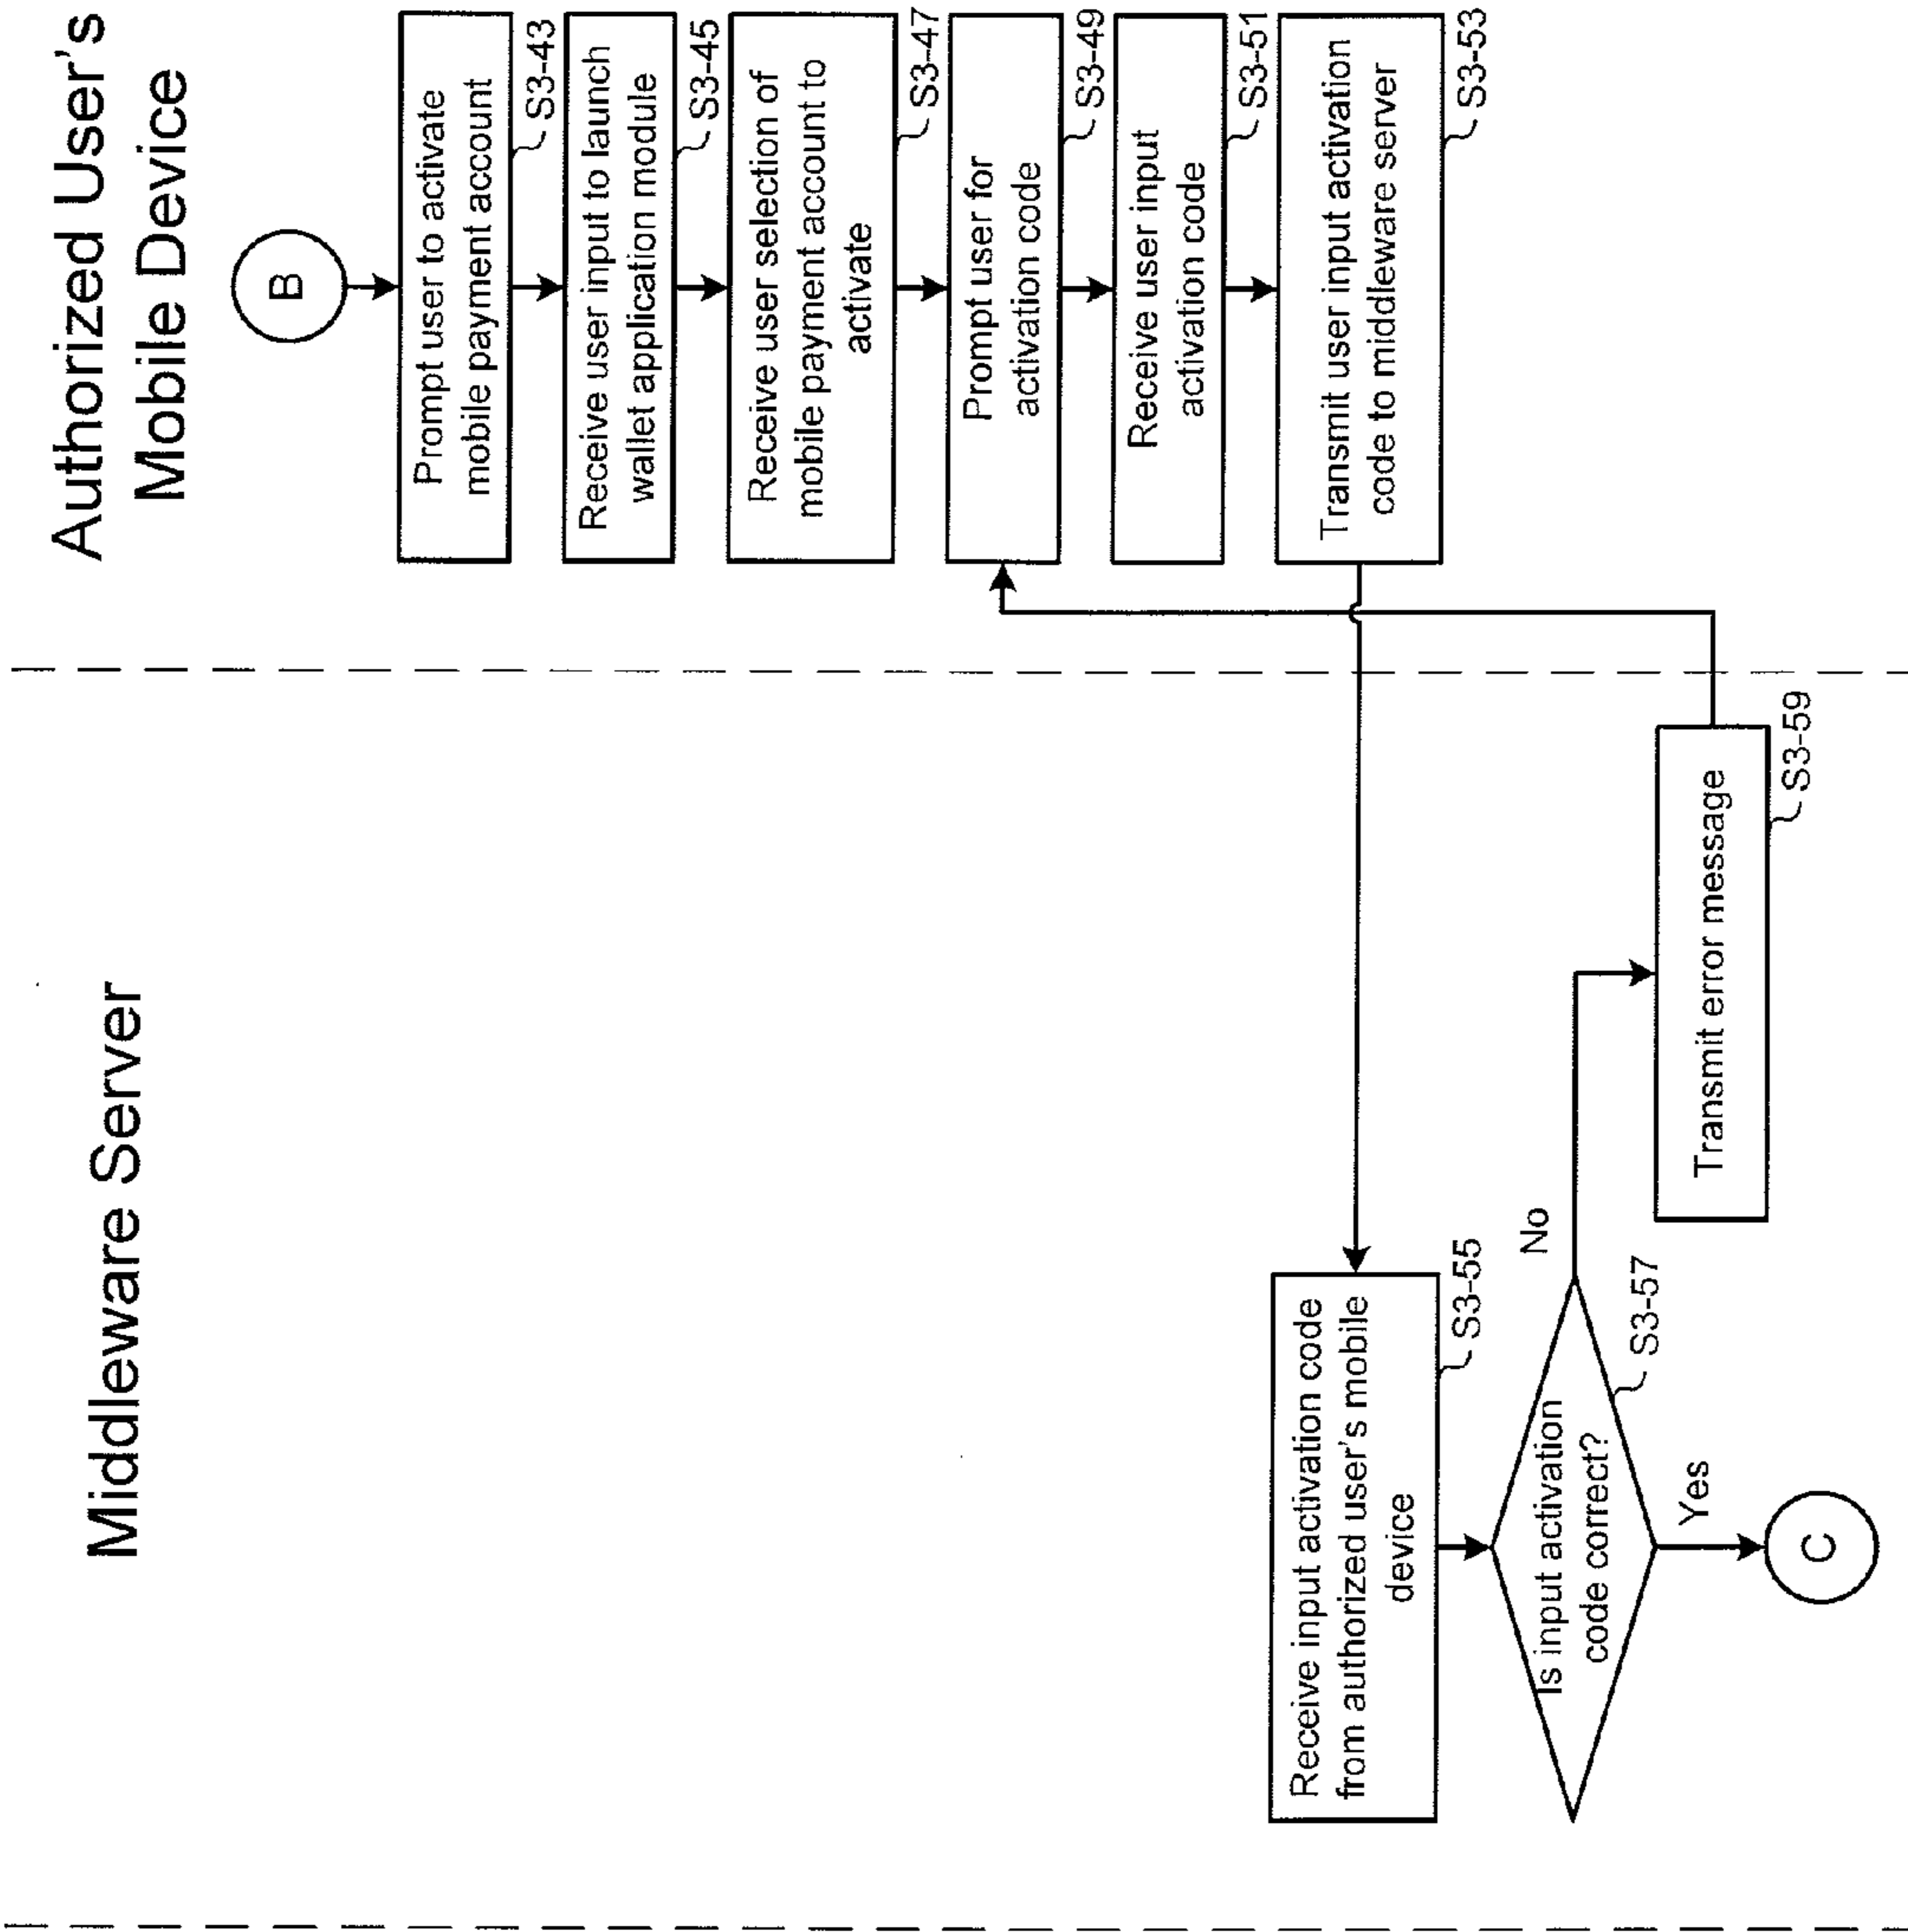 Middleware Server
Authorized User's
Mobile Device
B
Prompt user to activate
mobile payment account
S3-43
Receive user input to launch
wallet application module
S3-45
Receive user selection of
mobile payment account to
activate
S3-47
Prompt user for
activation code
S3-49
Receive user input
activation code
S3-51
Transmit user input activation
code to middleware server
S3-53
Receive input activation code
from authorized user's mobile
device
S3-55
Is input activation
code correct?
S3-57
No
Transmit error message
S3-59
Yes
C